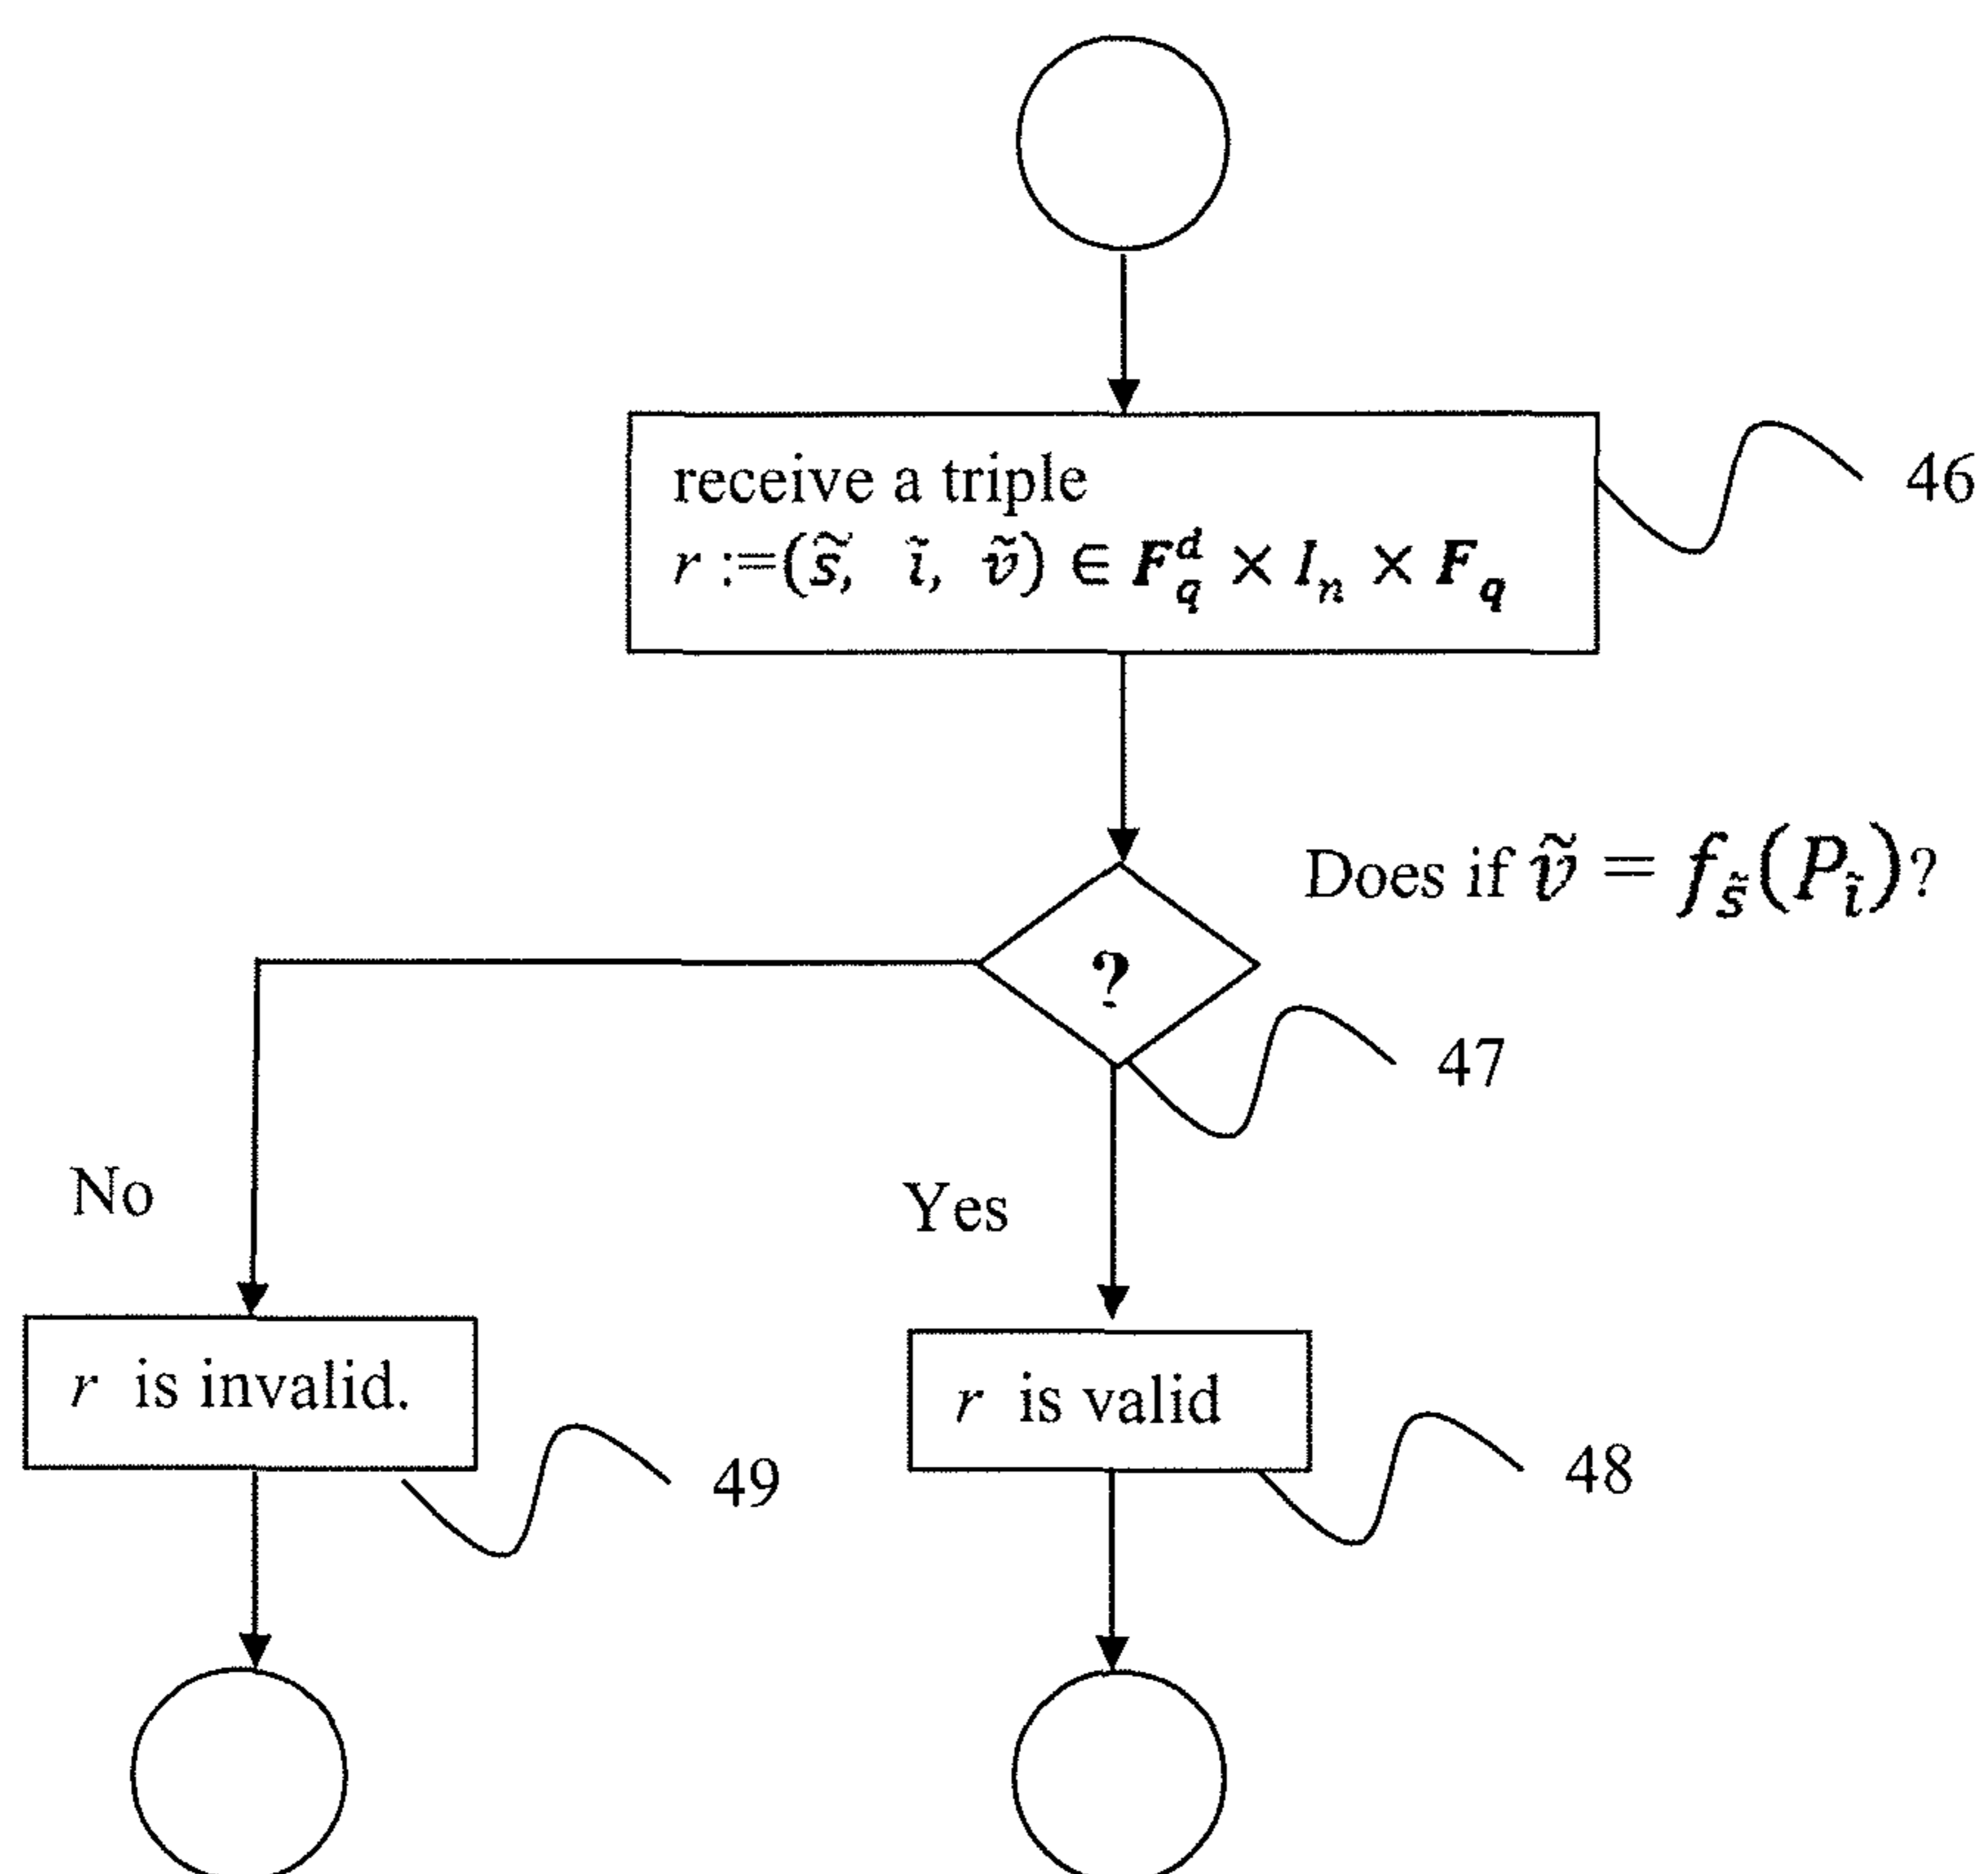 receive a triple
r :=(s̃, ĩ, ṽ) ∈ F_q^d × I_n × F_q
46
Does if ṽ = f_s̃(P_ĩ)?
?
47
No
Yes
r is invalid.
r is valid
49
48